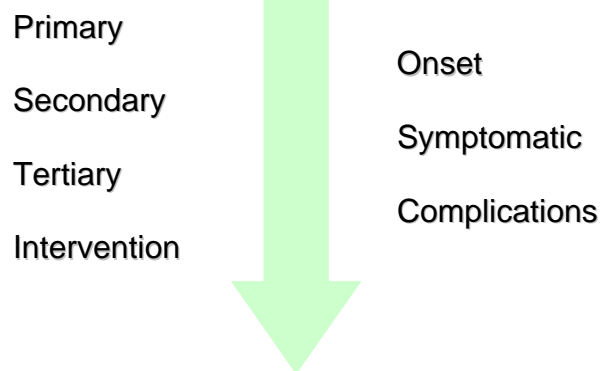 Primary
Onset
Secondary
Symptomatic
Tertiary
Complications
Intervention